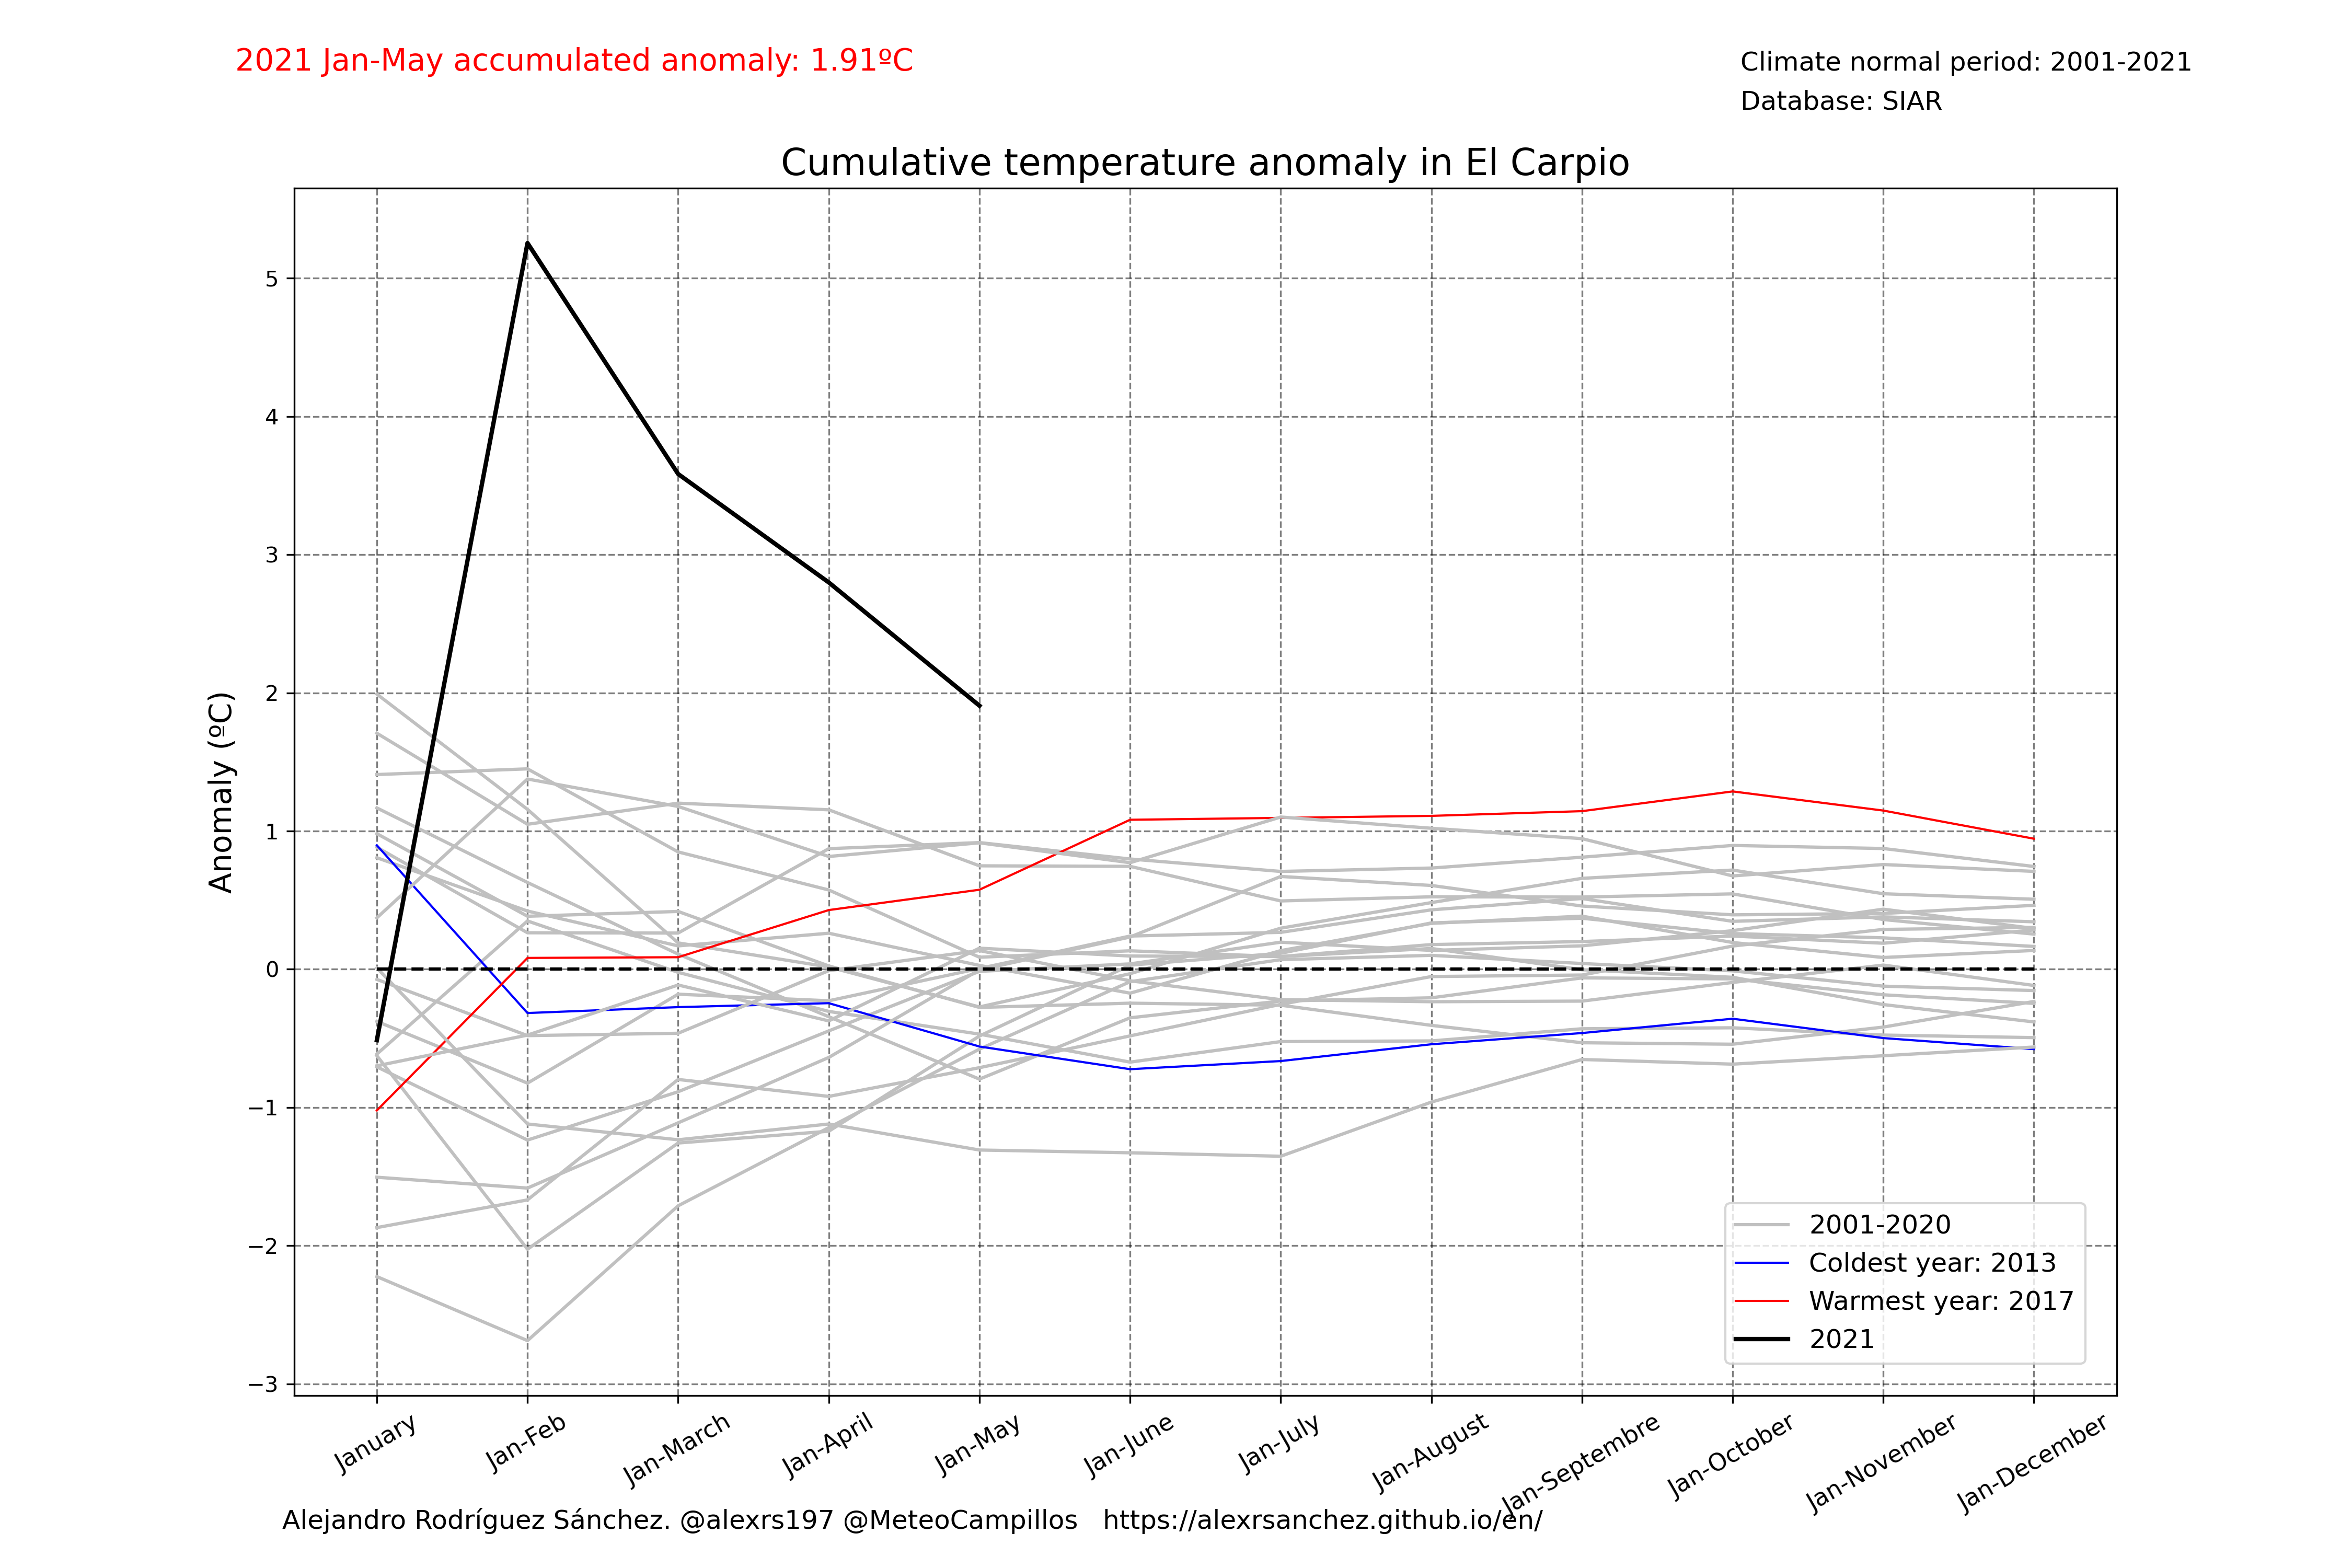 2021 Jan-May accumulated anomaly: 1.91ºC
Climate normal period: 2001-2021
Database: SIAR
Cumulative temperature anomaly in El Carpio
Anomaly (ºC)
5
4
3
2
1
0
−1
−2
−3
2001-2020
Coldest year: 2013
Warmest year: 2017
2021
January
Jan-Feb
Jan-March
Jan-April
Jan-May
Jan-June
Jan-July
Jan-August
Jan-Septembre
Jan-October
Jan-November
Jan-December
Alejandro Rodríguez Sánchez. @alexrs197 @MeteoCampillos https://alexrsanchez.github.io/en/